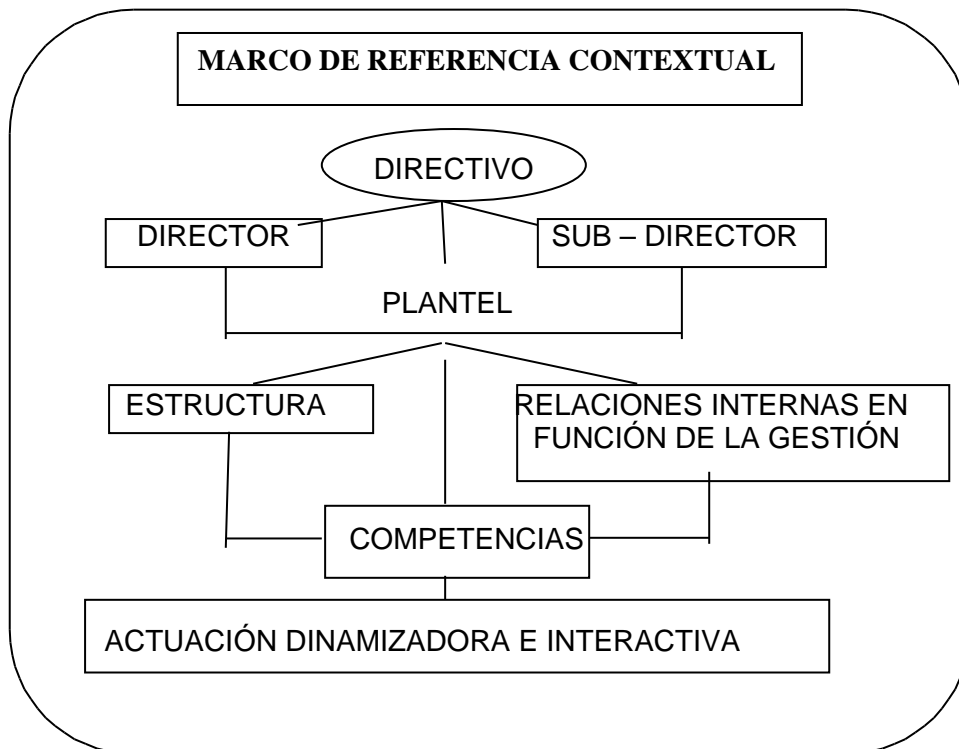 MARCO DE REFERENCIA CONTEXTUAL
DIRECTIVO
DIRECTOR
SUB – DIRECTOR
PLANTEL
ESTRUCTURA
RELACIONES INTERNAS EN
FUNCIÓN DE LA GESTIÓN
COMPETENCIAS
ACTUACIÓN DINAMIZADORA E INTERACTIVA